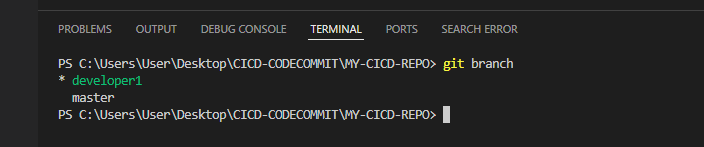 PROBLEMS OUTPUT DEBUG CONSOLE TERMINAL PORTS SEARCH ERROR
PS C:\Users\User\Desktop\CICD-CODECOMMIT\MY-CICD-REPO> git branch
* developer1
  master
PS C:\Users\User\Desktop\CICD-CODECOMMIT\MY-CICD-REPO>